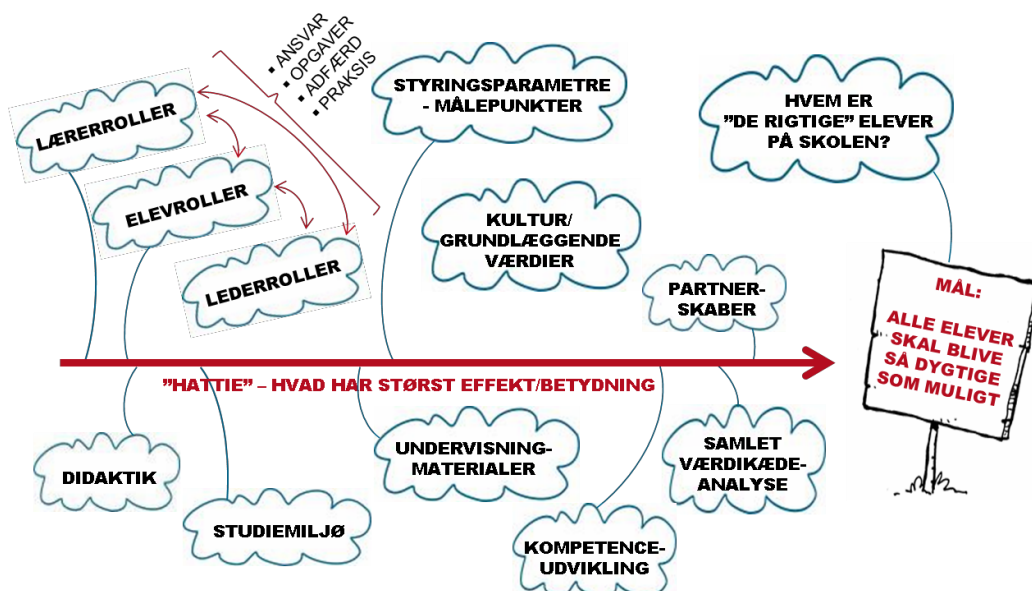 ▪ ANSVAR
▪ OPGAVER
▪ ADFÆRD
▪ PRAKSIS
LÆRERROLLER
ELEVROLLER
LEDERROLLER
STYRINGSPARAMETRE
- MÅLEPUNKTER
KULTUR/
GRUNDLÆGGENDE
VÆRDIER
HVEM ER
”DE RIGTIGE” ELEVER
PÅ SKOLEN?
PARTNER-
SKABER
MÅL:
ALLE ELEVER
SKAL BLIVE
SÅ DYGTIGE
SOM MULIGT
”HATTIE” – HVAD HAR STØRST EFFEKT/BETYDNING
DIDAKTIK
STUDIEMILJØ
UNDERVISNING-
MATERIALER
KOMPETENCE-
UDVIKLING
SAMLET
VÆRDIKÆDE-
ANALYSE